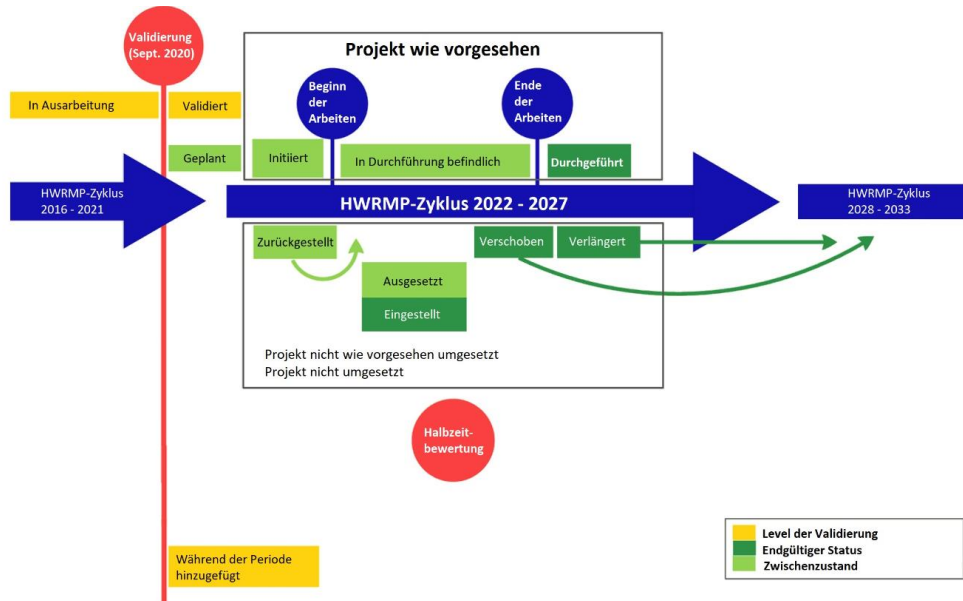 Validierung
(Sept. 2020)
Projekt wie vorgesehen
Beginn
der
Arbeiten
Ende
der
Arbeiten
In Ausarbeitung
Validiert
Geplant
Initiiert
In Durchführung befindlich
Durchgeführt
HWRMP-Zyklus
2016 - 2021
HWRMP-Zyklus 2022 - 2027
HWRMP-Zyklus
2028 - 2033
Zurückgestellt
Verschoben
Verlängert
Ausgesetzt
Eingestellt
Projekt nicht wie vorgesehen umgesetzt
Projekt nicht umgesetzt
Halbzeit-
bewertung
Während der Periode
hinzugefügt
Level der Validierung
Endgültiger Status
Zwischenzustand